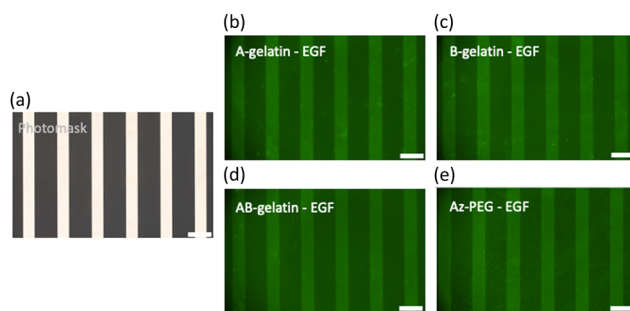 (a)
Photomask
(b)
A-gelatin - EGF
(c)
B-gelatin - EGF
(d)
AB-gelatin - EGF
(e)
Az-PEG - EGF